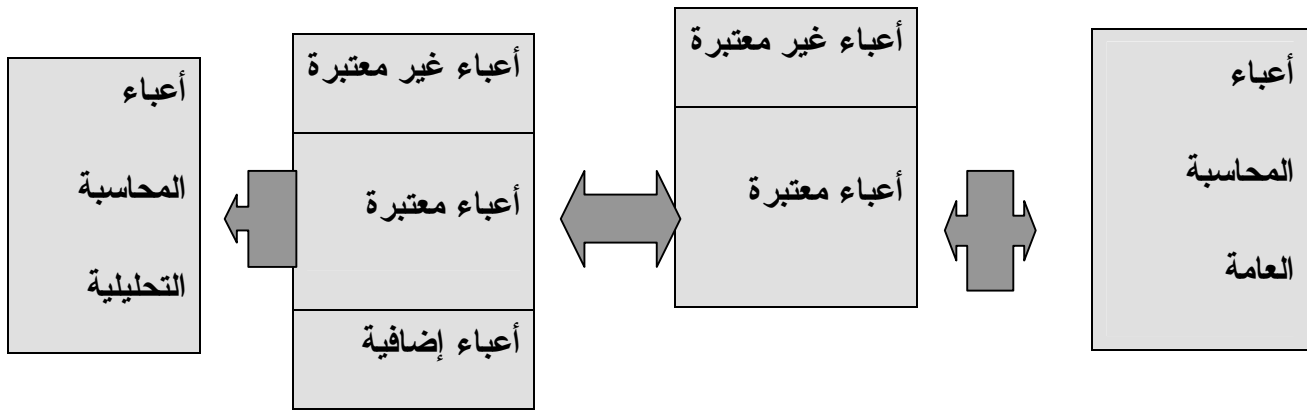 أعباء
المحاسبة
العامة
أعباء غير معتبرة
أعباء معتبرة
أعباء غير معتبرة
أعباء معتبرة
أعباء إضافية
أعباء
المحاسبة
التحليلية